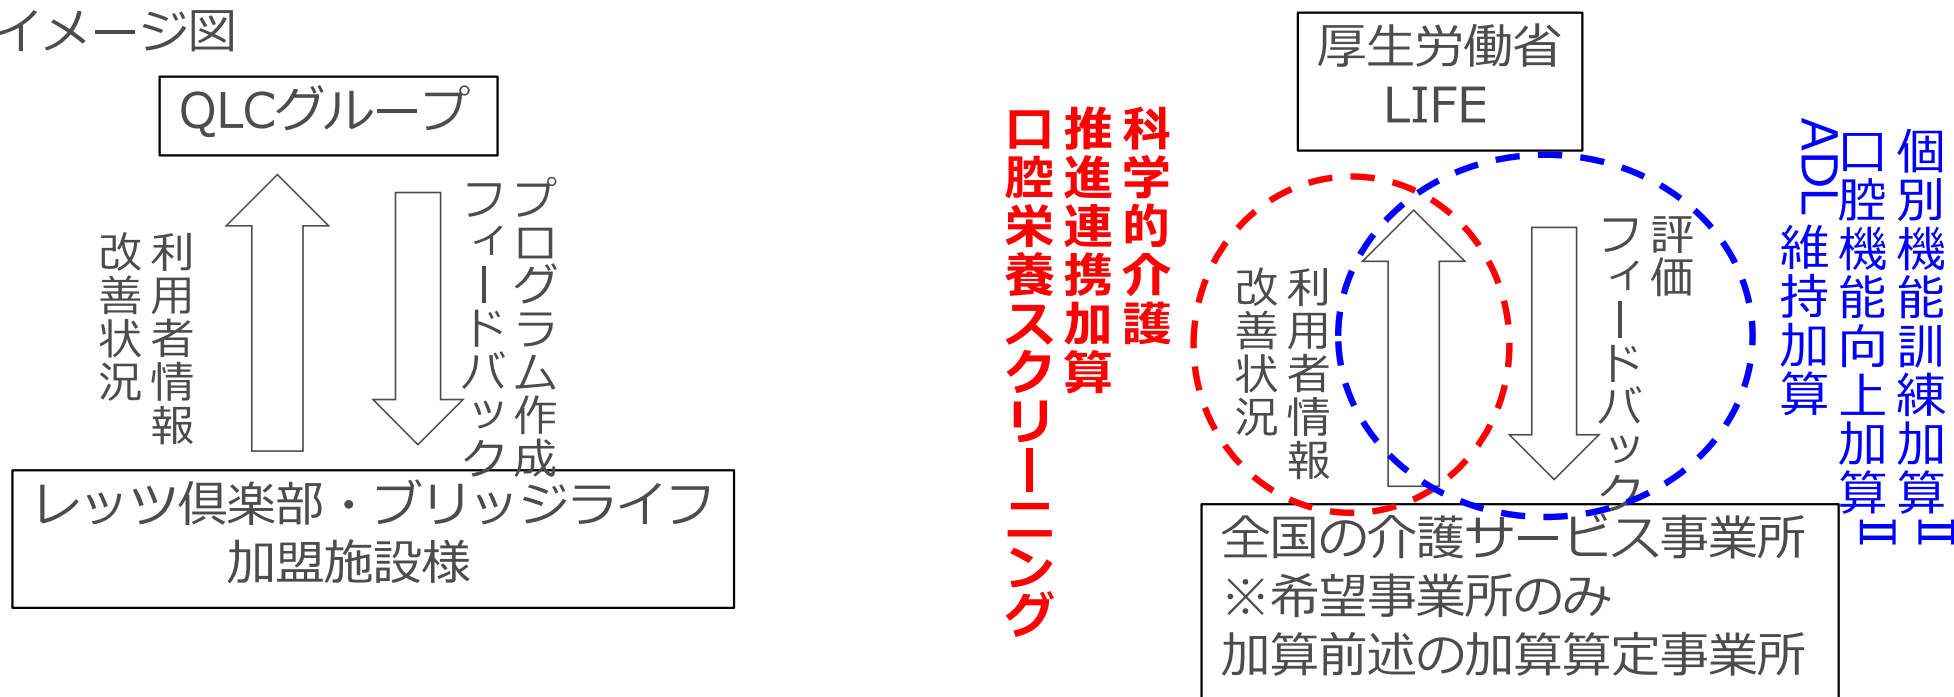 イメージ図
QLCグループ
利用者情報
改善状況
プログラム作成
フィードバック
レッツ倶楽部・ブリッジライフ
加盟施設様
厚生労働省
LIFE
科学的介護
推進連携加算
口腔栄養スクリーニング
利用者情報
改善状況
評価
フィードバック
個別機能訓練加算Ⅱ
口腔機能向上加算Ⅱ
ADL維持加算
全国の介護サービス事業所
※希望事業所のみ
加算前述の加算算定事業所